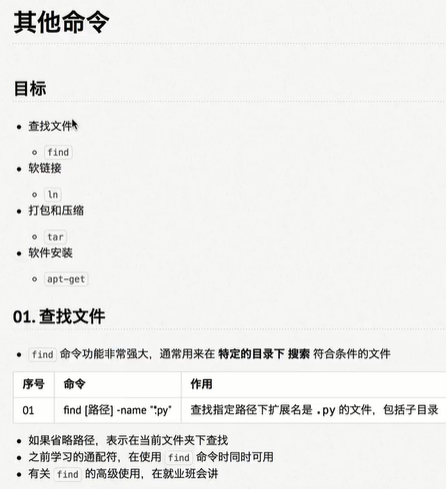 其他命令
目标
查找文件
find
软链接
ln
打包和压缩
tar
软件安装
apt-get
01. 查找文件
find 命令功能非常强大，通常用来在 特定的目录下 搜索 符合条件的文件
序号 命令 作用
01 find [路径] -name "*.py" 查找指定路径下扩展名是 .py 的文件，包括子目录
如果省略路径，表示在当前文件夹下查找
之前学习的通配符，在使用 find 命令时同时可用
有关 find 的高级使用，在就业班会讲